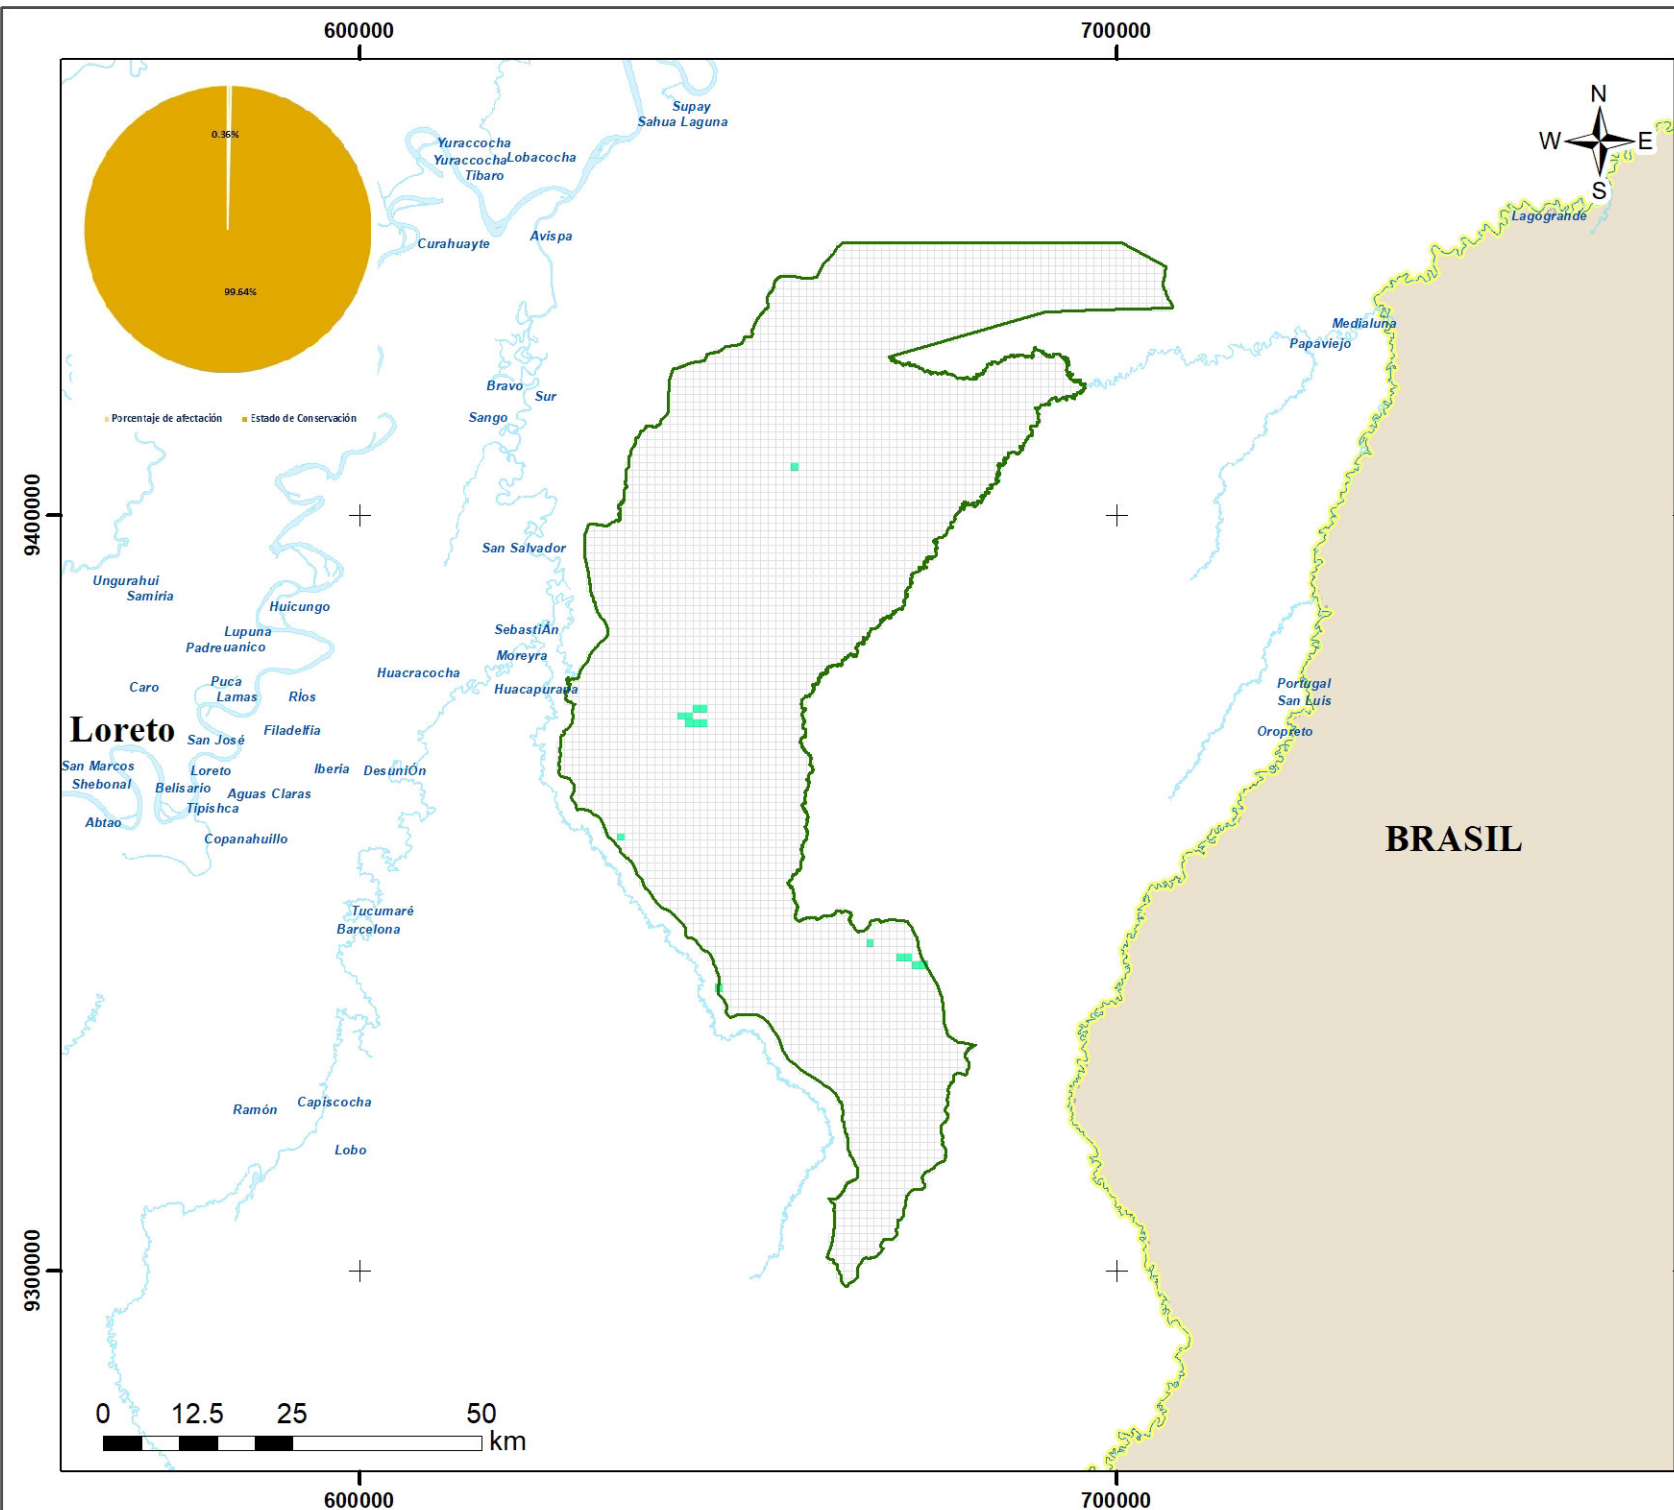 600000
700000
N
W
E
S
0.36%
99.64%
Porcentaje de afectación
Estado de Conservación
Supay
Sahua Laguna
Yuraccocha
Yuraccocha
Lobacocha
Tibaro
Curahuayte
Avispa
Lagogrande
Medialuna
Papaviejo
Bravo
Sur
Sango
9400000
San Salvador
Ungurahui
Samiria
Huicungo
Lupuna
Padreuanico
SebastiÁn
Moreyra
Huacracocha
Huacapurana
Caro
Puca
Lamas
RÍos
Portugal
San Luis
Oropreto
Loreto
Filadelfia
San José
San Marcos
Loreto
Iberia
DesuniÓn
Shebonal
Belisario
Aguas Claras
Tipishca
Abtao
Copanahuillo
BRASIL
Tucumaré
Barcelona
Ramón
Capiscocha
Lobo
9300000
0
12.5
25
50
km
600000
700000